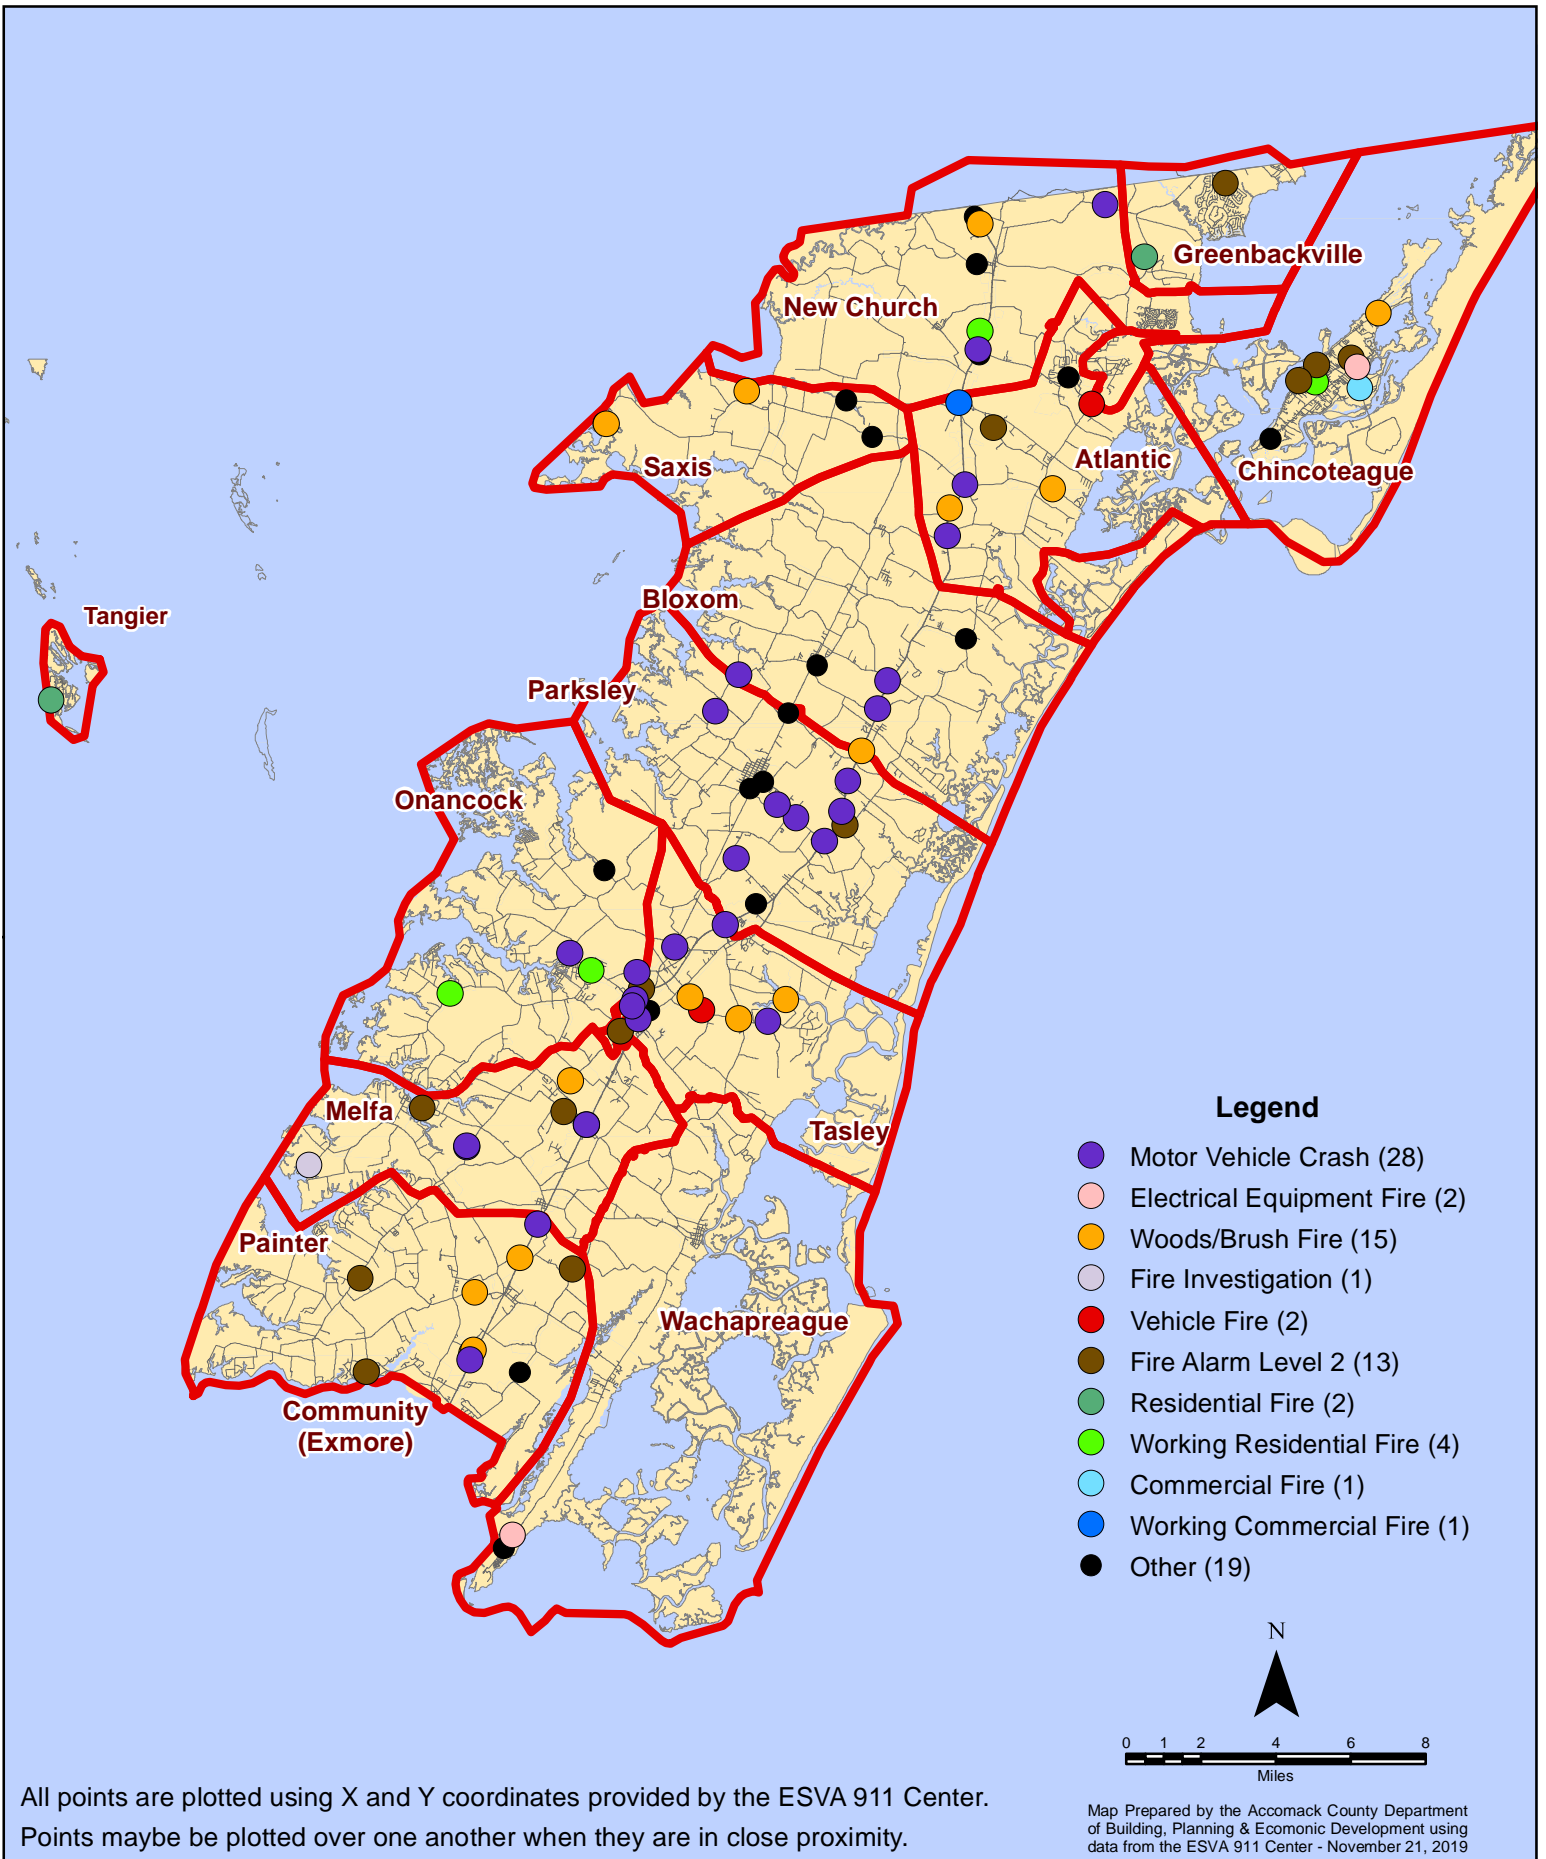 Greenbackville
New Church
Saxis
Atlantic
Chincoteague
Bloxom
Tangier
Parksley
Onancock
Melfa
Tasley
Painter
Wachapreague
Community
(Exmore)
Legend
Motor Vehicle Crash (28)
Electrical Equipment Fire (2)
Woods/Brush Fire (15)
Fire Investigation (1)
Vehicle Fire (2)
Fire Alarm Level 2 (13)
Residential Fire (2)
Working Residential Fire (4)
Commercial Fire (1)
Working Commercial Fire (1)
Other (19)
N
0 1 2 4 6 8
Miles
All points are plotted using X and Y coordinates provided by the ESVA 911 Center.
Points maybe be plotted over one another when they are in close proximity.
Map Prepared by the Accomack County Department
of Building, Planning & Ecomonic Development using
data from the ESVA 911 Center - November 21, 2019